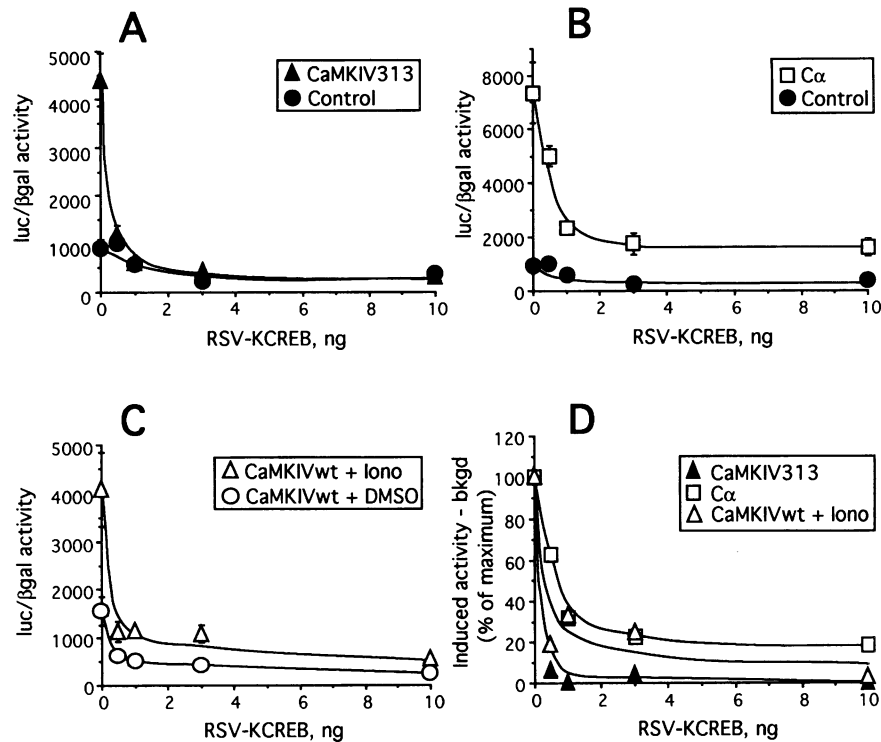 A
5000
4000
3000
2000
1000
0
luc/βgal activity
▲ CaMKIV313
● Control
0 2 4 6 8 10
RSV-KCREB, ng
B
8000
6000
4000
2000
0
luc/βgal activity
□ Cα
● Control
0 2 4 6 8 10
RSV-KCREB, ng
C
5000
4000
3000
2000
1000
0
luc/βgal activity
△ CaMKIVwt + Iono
○ CaMKIVwt + DMSO
0 2 4 6 8 10
RSV-KCREB, ng
D
120
100
80
60
40
20
0
Induced activity - bkgd
(% of maximum)
▲ CaMKIV313
□ Cα
△ CaMKIVwt + Iono
0 2 4 6 8 10
RSV-KCREB, ng